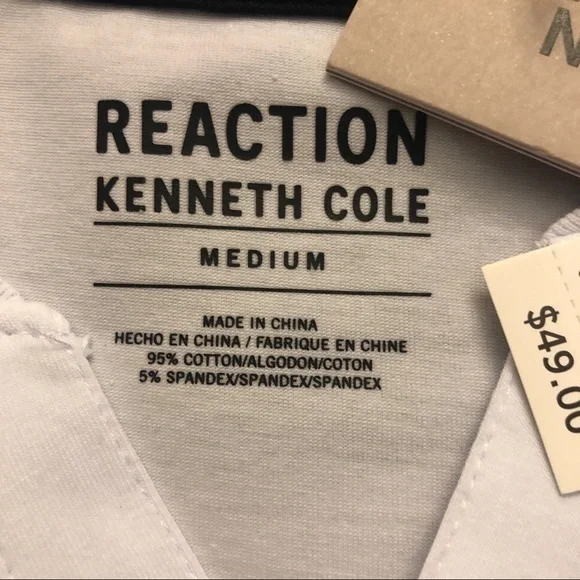 REACTION
KENNETH COLE
MEDIUM
MADE IN CHINA
HECHO EN CHINA / FABRIQUE EN CHINE
95% COTTON/ALGODON/COTON
5% SPANDEX/SPANDEX/SPANDEX
$49.00